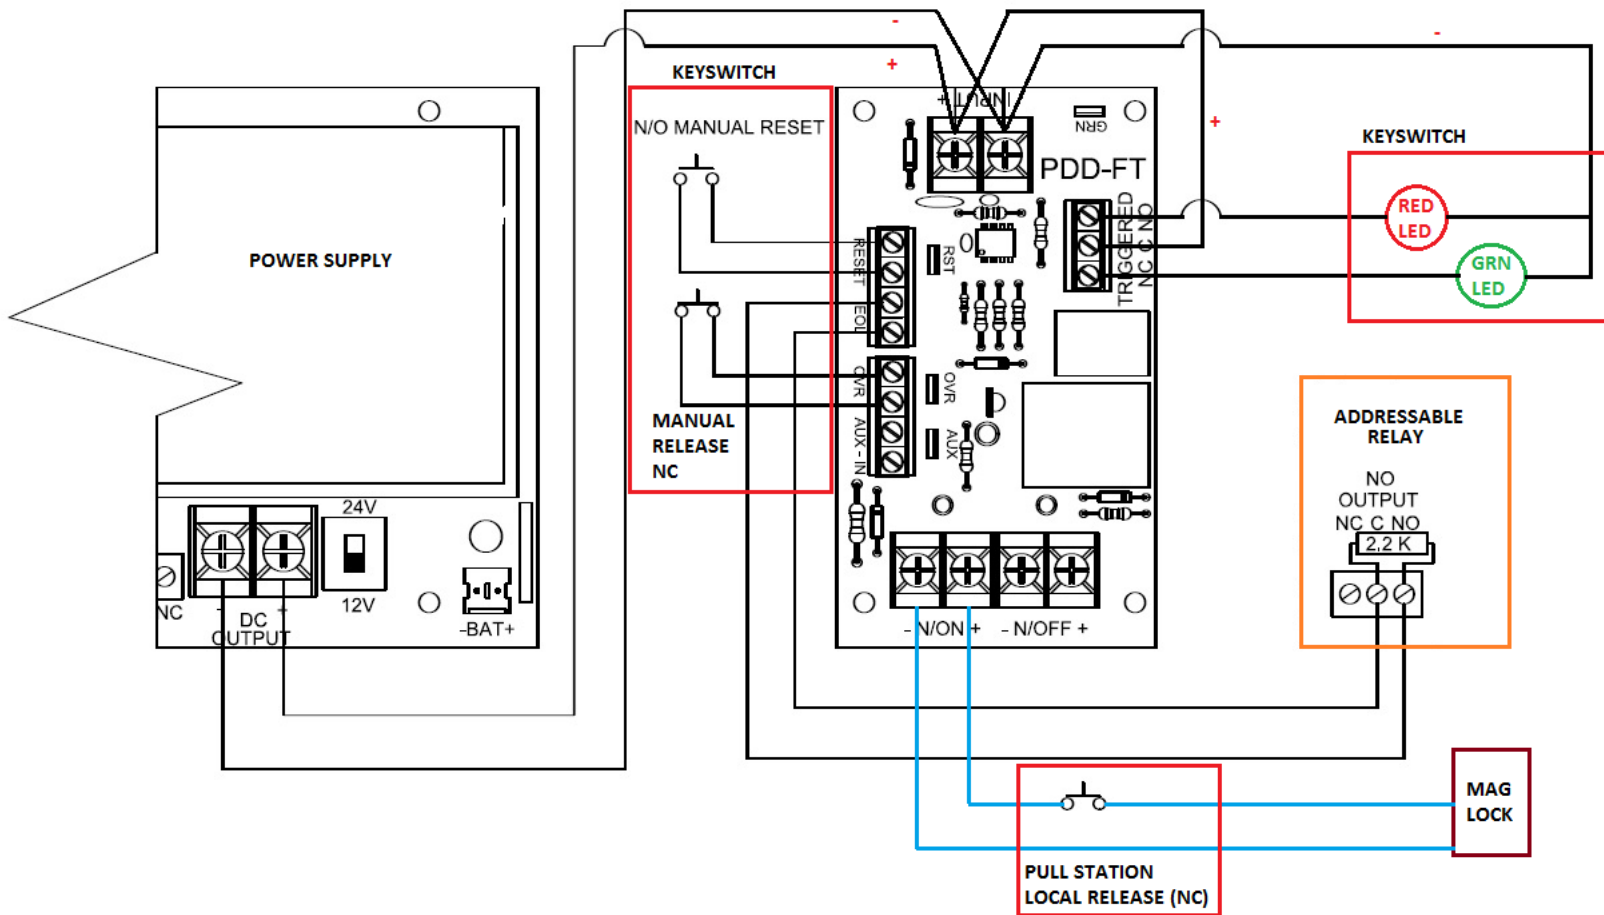 -
+
KEYSWITCH
N/O MANUAL RESET
MANUAL
RELEASE
NC
POWER SUPPLY
24V
12V
NC
- +
DC
OUTPUT
-BAT+
INPUT +
GRN
PDD-FT
RESET
EOL
OVR
AUX - IN
RST
OVR
AUX
TRIGGERED
NC C NO
- N/ON + - N/OFF +
-
+
KEYSWITCH
RED
LED
GRN
LED
ADDRESSABLE
RELAY
NO
OUTPUT
NC C NO
2.2 K
MAG
LOCK
PULL STATION
LOCAL RELEASE (NC)